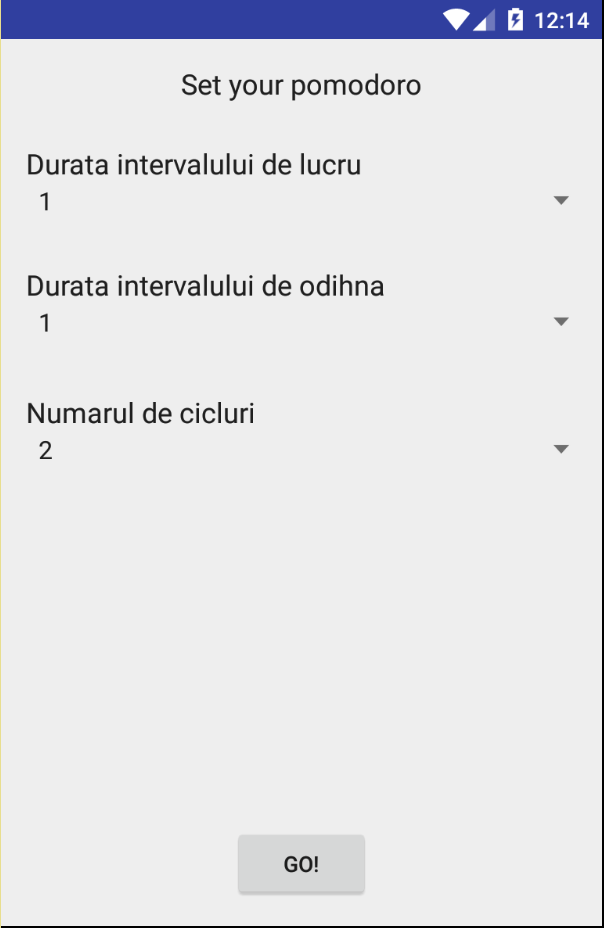 12:14
Set your pomodoro
Durata intervalului de lucru
1
Durata intervalului de odihna
1
Numarul de cicluri
2
GO!